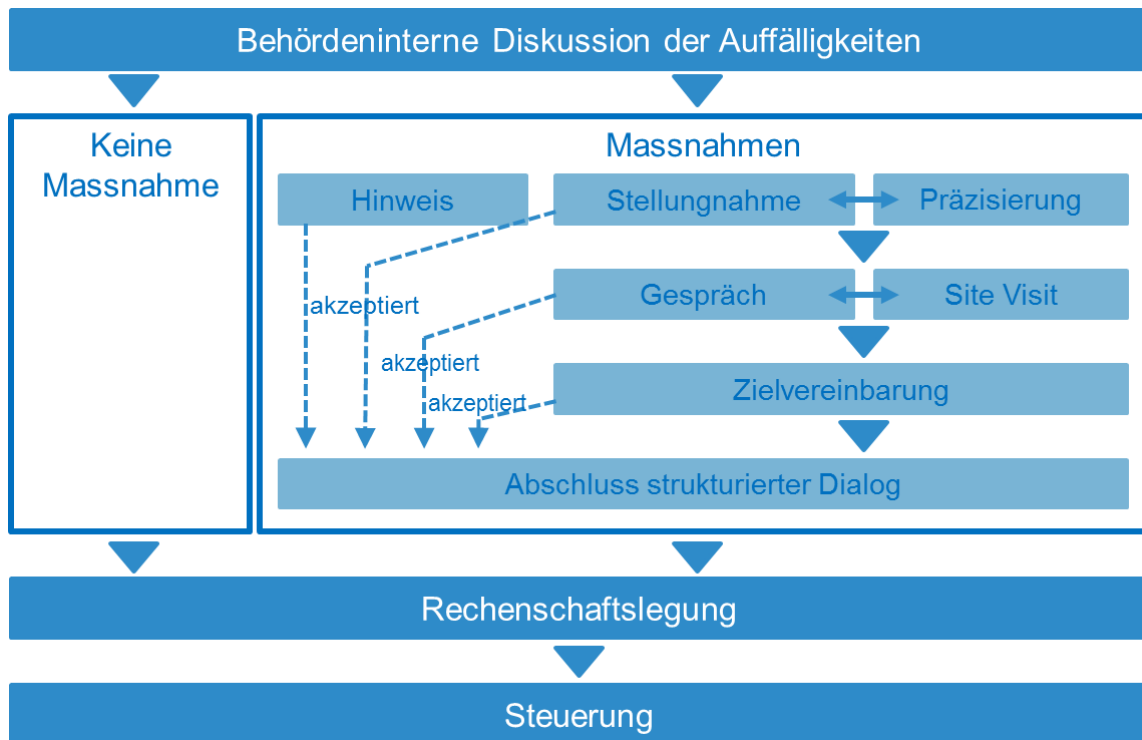 Behördeninterne Diskussion der Auffälligkeiten
Keine
Massnahme
Massnahmen
Hinweis
Stellungnahme
Präzisierung
akzeptiert
Gespräch
Site Visit
akzeptiert
akzeptiert
Zielvereinbarung
Abschluss strukturierter Dialog
Rechenschaftslegung
Steuerung